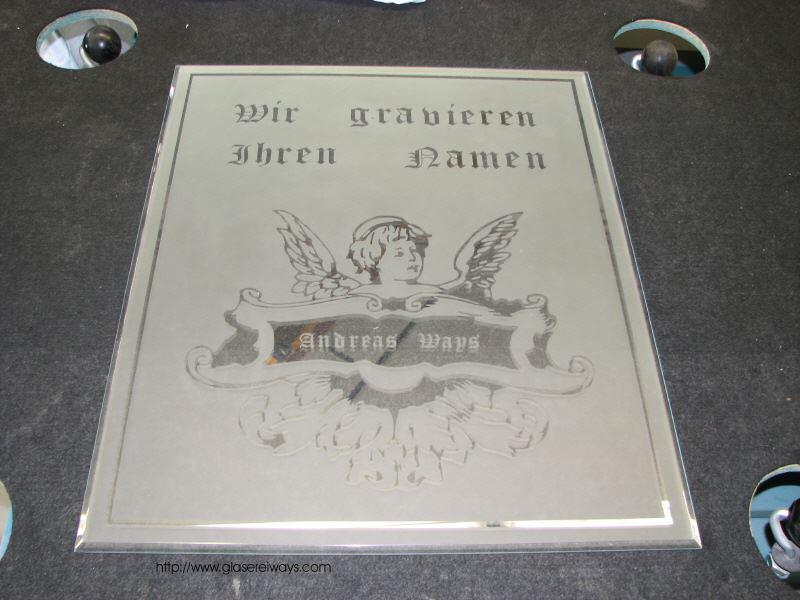 Wir gravieren
Ihren Namen
Andreas Ways
http://www.glasereiways.com